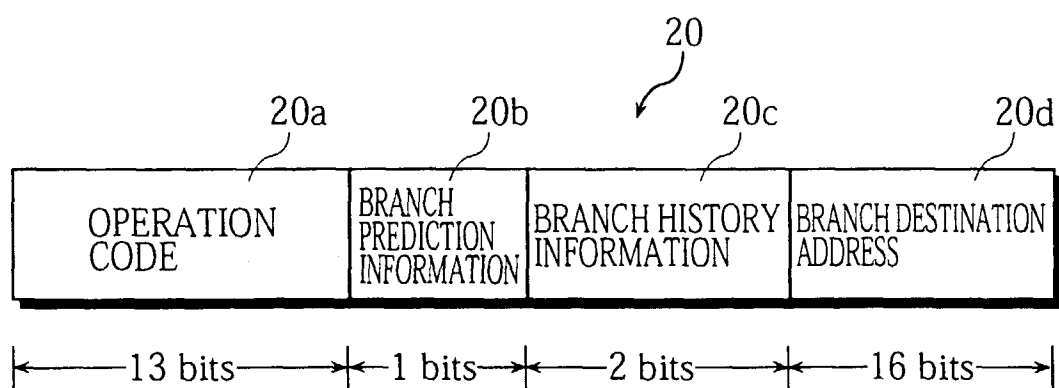 20
20a
20b
20c
20d
OPERATION
CODE
BRANCH
PREDICTION
INFORMATION
BRANCH HISTORY
INFORMATION
BRANCH DESTINATION
ADDRESS
13 bits
1 bits
2 bits
16 bits